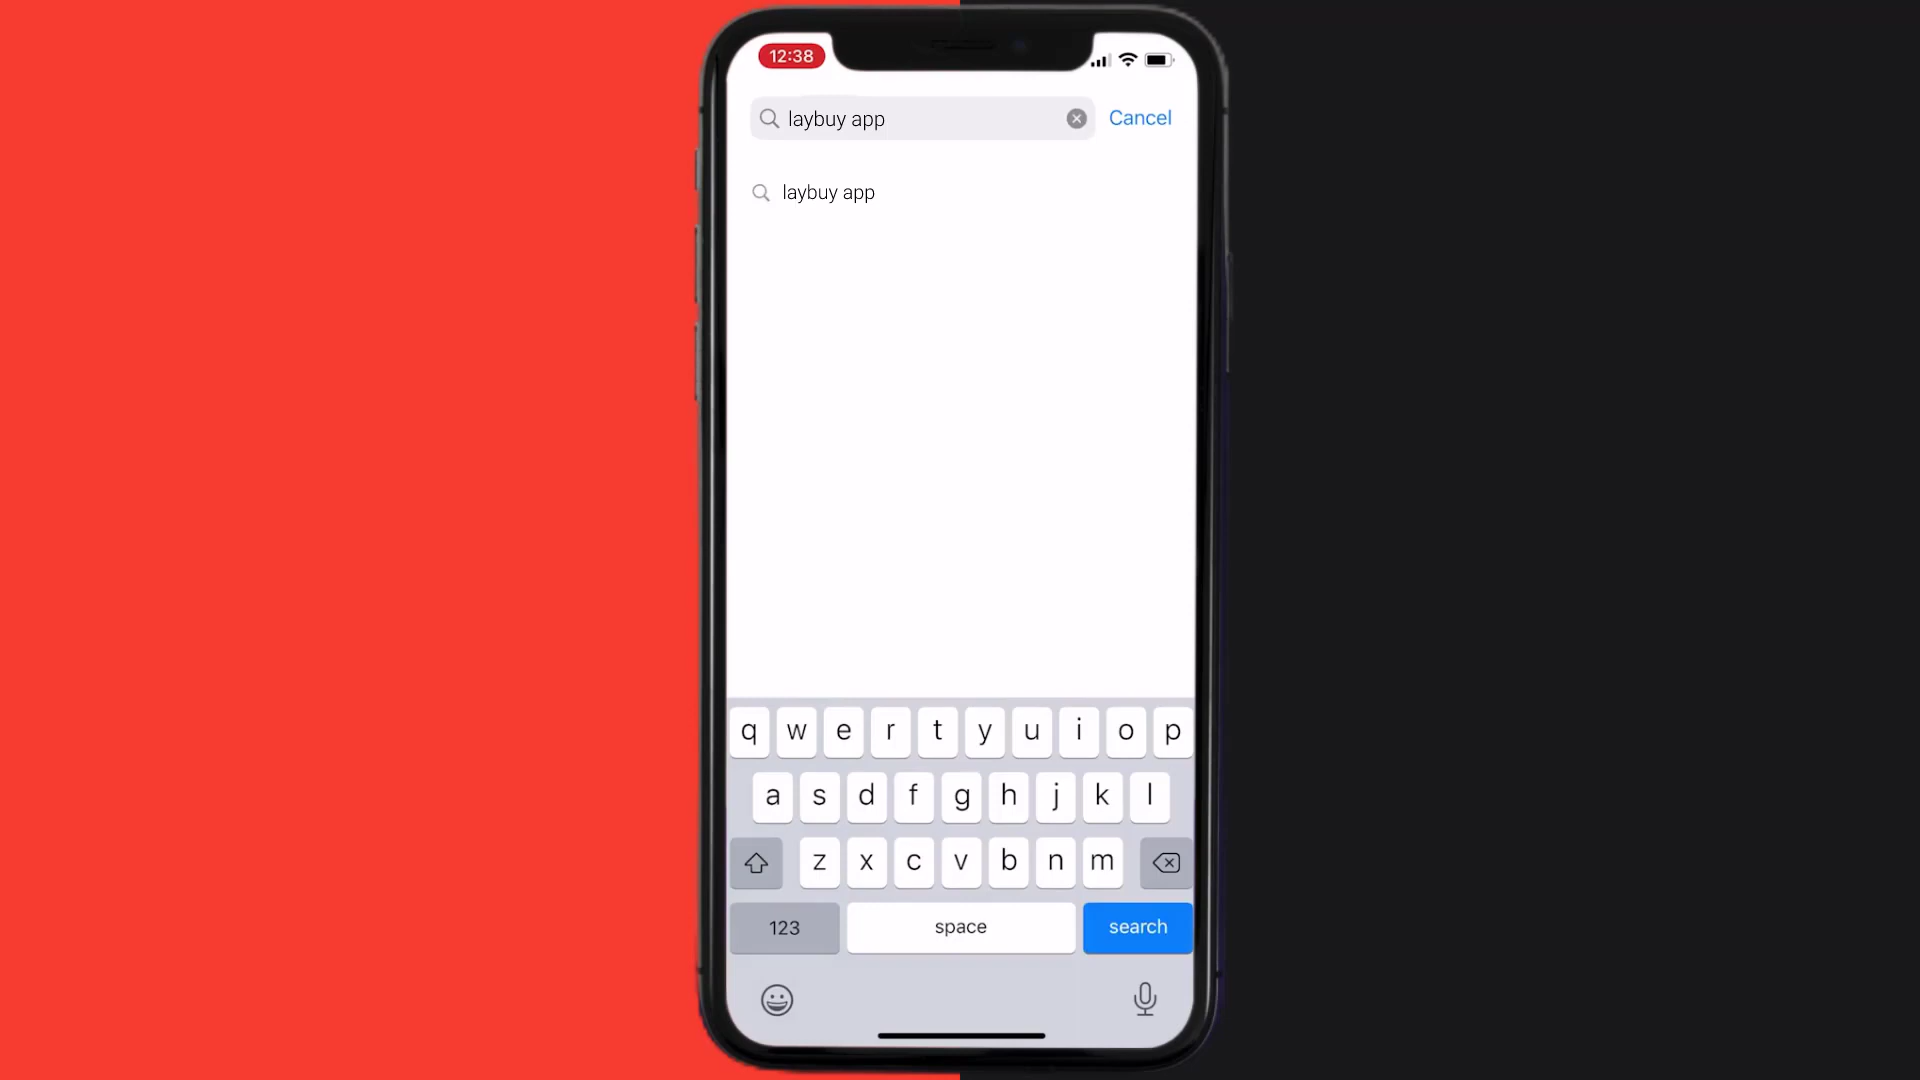 12:38
laybuy app
Cancel
laybuy app
q w e r t y u i o p
a s d f g h j k l
z x c v b n m
123 space search